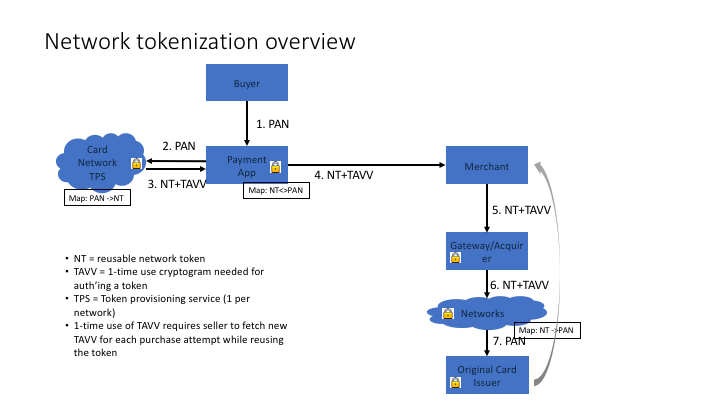 Network tokenization overview
Buyer
1. PAN
Card
Network
TPS
2. PAN
3. NT+TAVV
Map: PAN ->NT
Payment
App
Map: NT<>PAN
4. NT+TAVV
Merchant
5. NT+TAVV
Gateway/Acquir
er
6. NT+TAVV
Networks
Map: NT ->PAN
7. PAN
Original Card
Issuer
• NT = reusable network token
• TAVV = 1-time use cryptogram needed for
auth’ing a token
• TPS = Token provisioning service (1 per
network)
• 1-time use of TAVV requires seller to fetch new
TAVV for each purchase attempt while reusing
the token